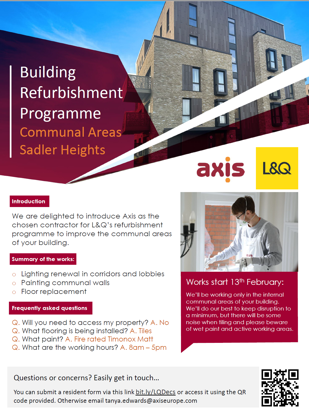 Building
Refurbishment
Programme
Communal Areas
Sadler Heights
axis
L&Q
Introduction
We are delighted to introduce Axis as the
chosen contractor for L&Q's refurbishment
programme to improve the communal areas
of your building.
Summary of the works:
o Lighting renewal in corridors and lobbies
o Painting communal walls
o Floor replacement
Frequently asked questions
Q. Will you need to access my property? A. No
Q. What flooring is being installed? A. Tiles
Q. What paint? A. Fire rated Timonox Matt
Q. What are the working hours? A. 8am – 5pm
Works start 13th February:
We'll be working only in the internal
communal areas of your building.
We'll do our best to keep disruption to
a minimum, but there will be some
noise when filing and please beware
of wet paint and active working areas.
Questions or concerns? Easily get in touch…
You can submit a resident form via this link bit.ly/LQDecs or access it using the QR
code provided. Otherwise email tanya.edwards@axiseurope.com